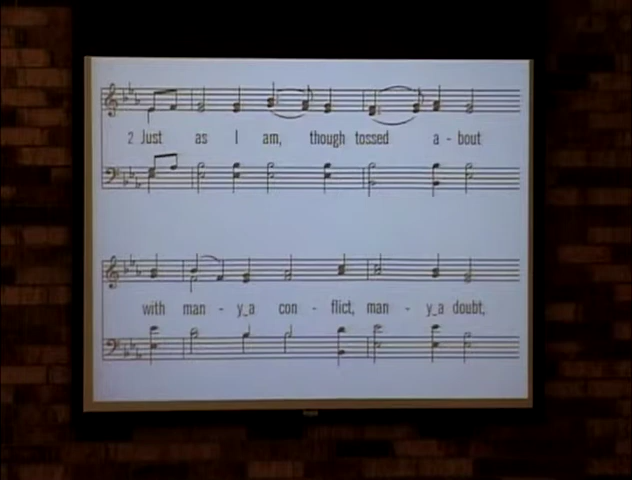 2 Just as I am, though tossed a - bout
with man - y_a con - flict, man - y_a doubt,